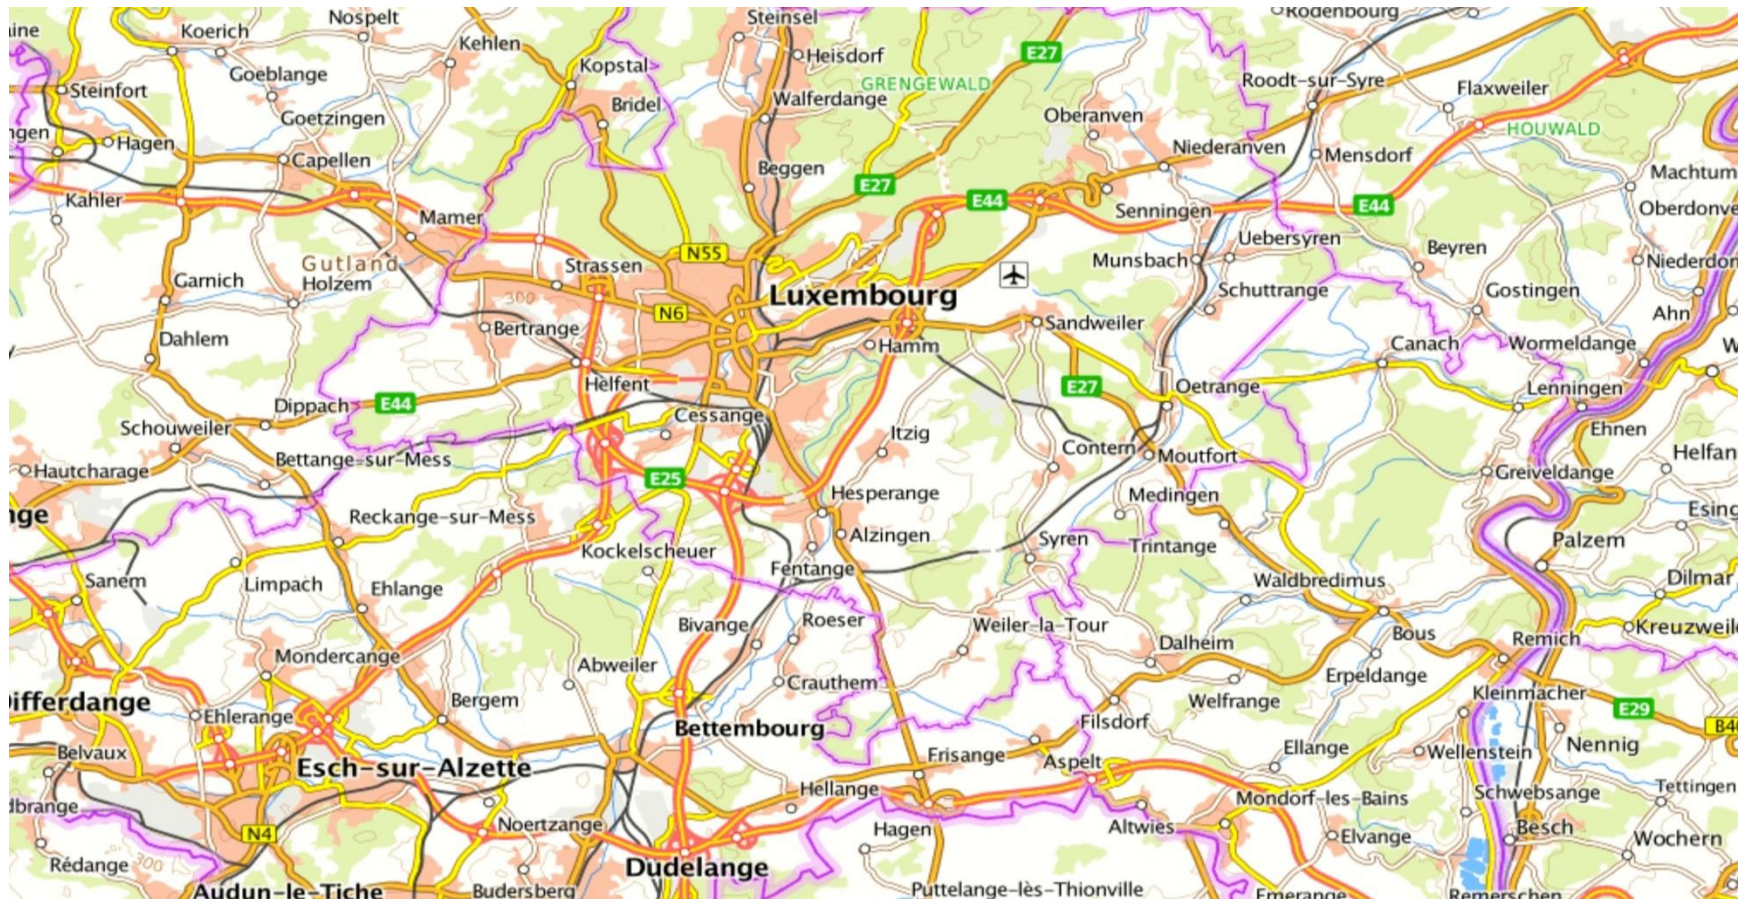 Steinsel
Rodenbourg
Nospelt
Koerich
Kehlen
Heisdorf
E27
Kopstal
Goeblange
GRENGEWALD
Roodt-sur-Syre
Flaxweiler
Steinfort
Bridel
Walferdange
Goetzingen
Oberanven
HOUWALD
Hagen
Niederanven
Mensdorf
Capellen
Beggen
Machtum
E27
Kahler
E44
E44
Mamer
Senningen
Uebersyren
Beyren
N55
Gutland
Strassen
Munsbach
Garnich
Holzem
Luxembourg
Schuttrange
Gostingen
300
N6
Ahn
Bertrange
Sandweiler
Dahlem
Hamm
Canach
Wormeldange
Helfent
E27
Oetrange
Lenningen
Dippach
E44
Cessange
Schouweiler
Itzig
Ehnen
Contern
Moutfort
Bettange-sur-Mess
Hautcharage
Greiveldange
E25
Hesperange
Medingen
Reckange-sur-Mess
Alzingen
Syren
Trintange
Palzem
Kockelscheuer
Fentange
Sanem
Limpach
Ehlange
Waldbredimus
Dilmar
200
Roeser
Bivange
Weiler-la-Tour
Bous
Remich
Dalheim
Mondercange
Abweiler
Erpeldange
Crauthem
Bergem
Welfrange
Kleinmacher
Ehlerange
Filsdorf
E29
Bettembourg
Ellange
Nennig
Belvaux
Frisange
Aspelt
Wellenstein
Esch-sur-Alzette
Hellange
Tettingen
Schwebsange
Mondorf-les-Bains
Noertzange
Hagen
Altwies
Besch
N4
Elvange
Wochern
Rédange
300
Dudelange
Audun-le-Tiche
Budersberg
Puttelange-lès-Thionville
Emerange
Remerschen